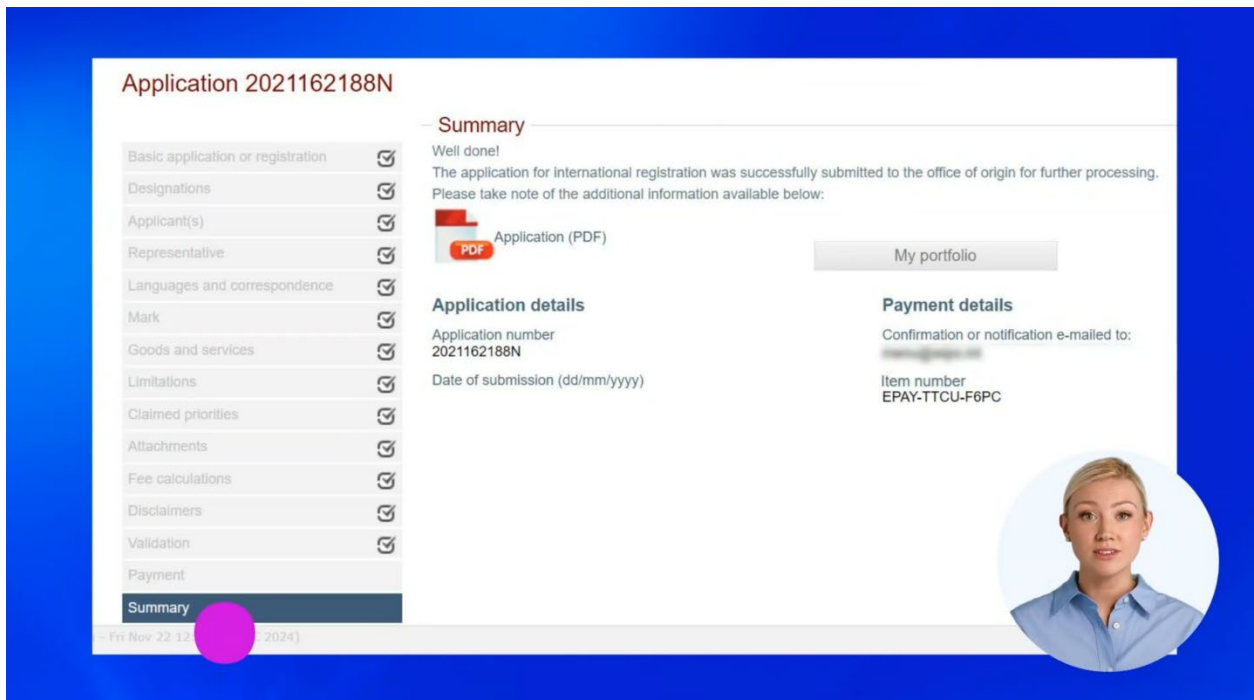 Application 2021162188N
Basic application or registration
Designations
Applicant(s)
Representative
Languages and correspondence
Mark
Goods and services
Limitations
Claimed priorities
Attachments
Fee calculations
Disclaimers
Validation
Payment
Summary
Summary
Well done!
The application for international registration was successfully submitted to the office of origin for further processing.
Please take note of the additional information available below:
PDF
Application (PDF)
My portfolio
Application details
Application number
2021162188N
Date of submission (dd/mm/yyyy)
Payment details
Confirmation or notification e-mailed to:
Item number
EPAY-TTCU-F6PC
- Fri Nov 22 2024)